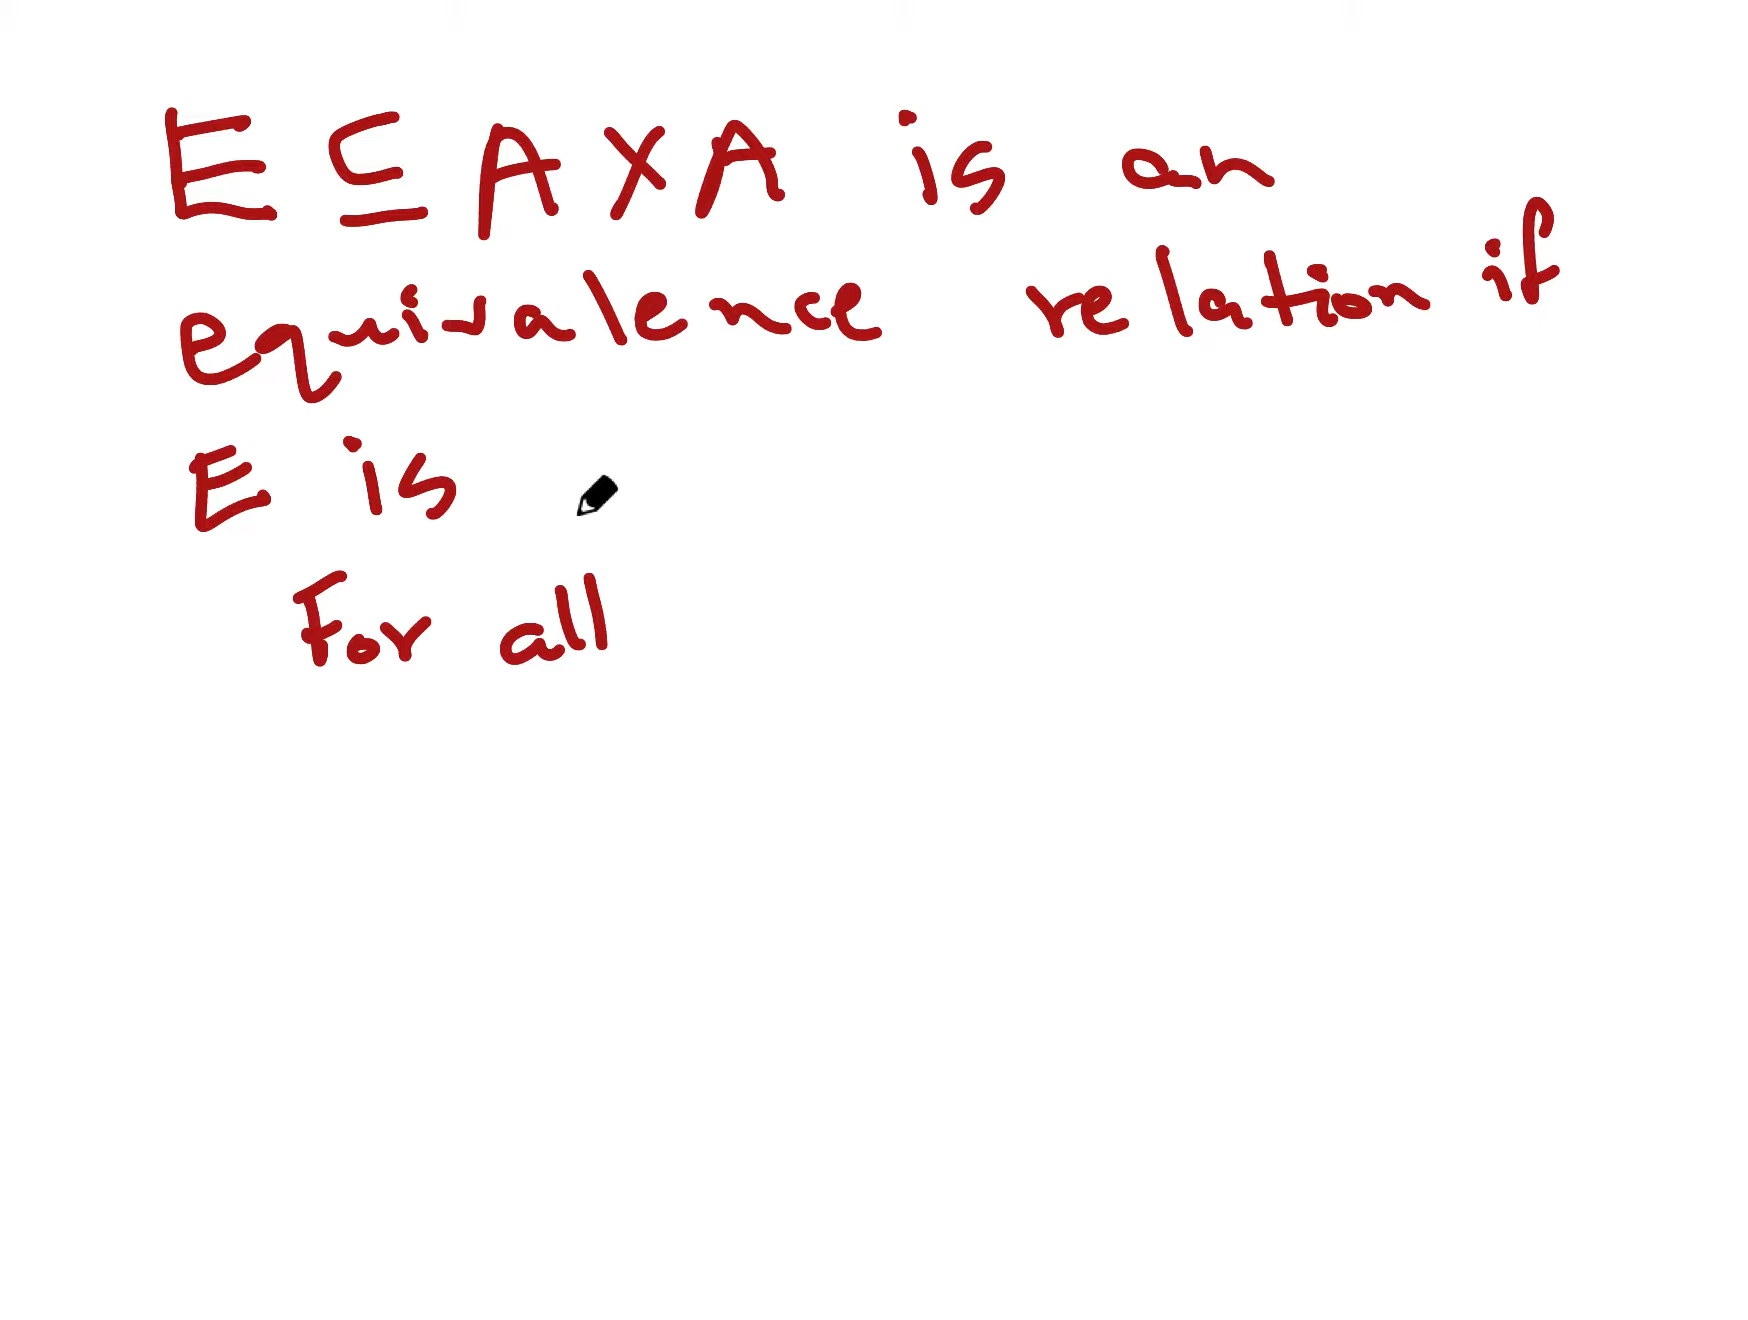 E ⊆ A X A is an
equivalence relation if
E is
For all